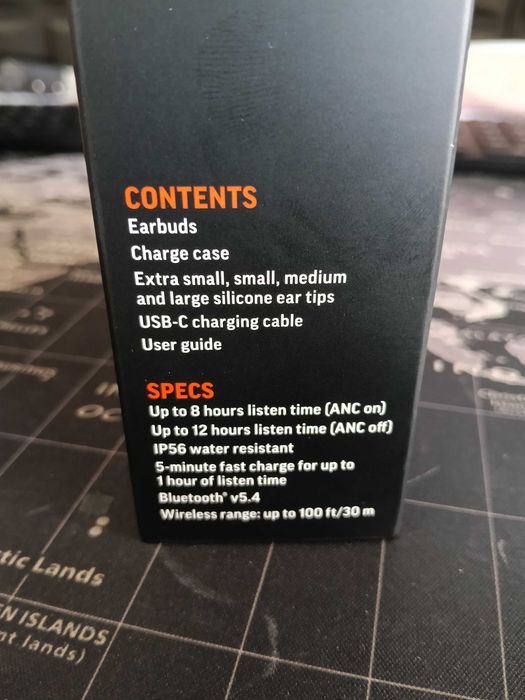 CONTENTS
Earbuds
Charge case
Extra small, small, medium
and large silicone ear tips
USB-C charging cable
User guide
SPECS
Up to 8 hours listen time (ANC on)
Up to 12 hours listen time (ANC off)
IP56 water resistant
5-minute fast charge for up to
1 hour of listen time
Bluetooth® v5.4
Wireless range: up to 100 ft/30 m
Lands
ISLANDS
lands)